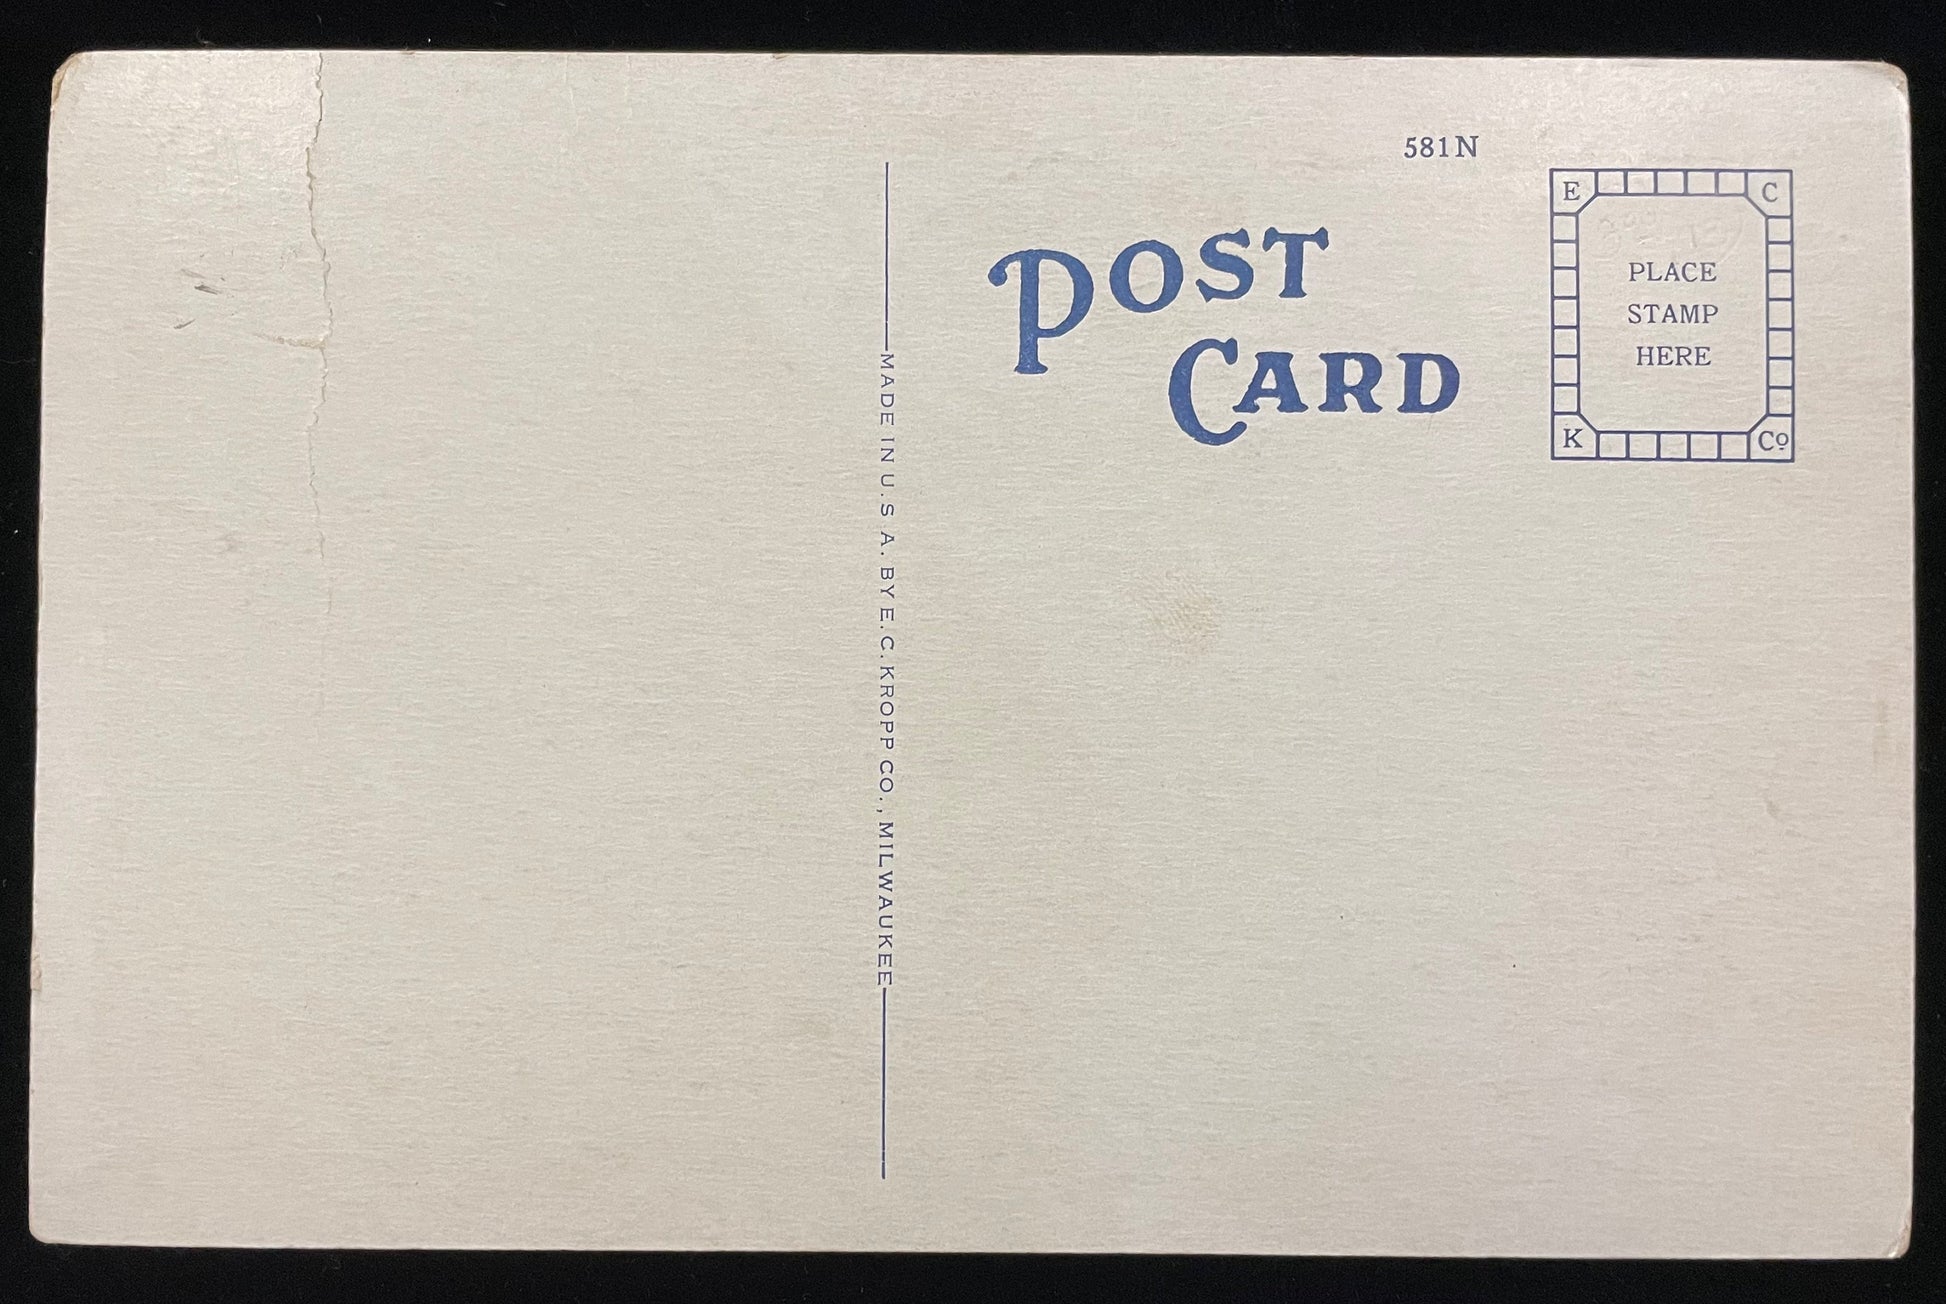 581N
POST
CARD
E C
PLACE
STAMP
HERE
K Co
MADE IN U.S A. BY E.C. KROPP CO., MILWAUKEE